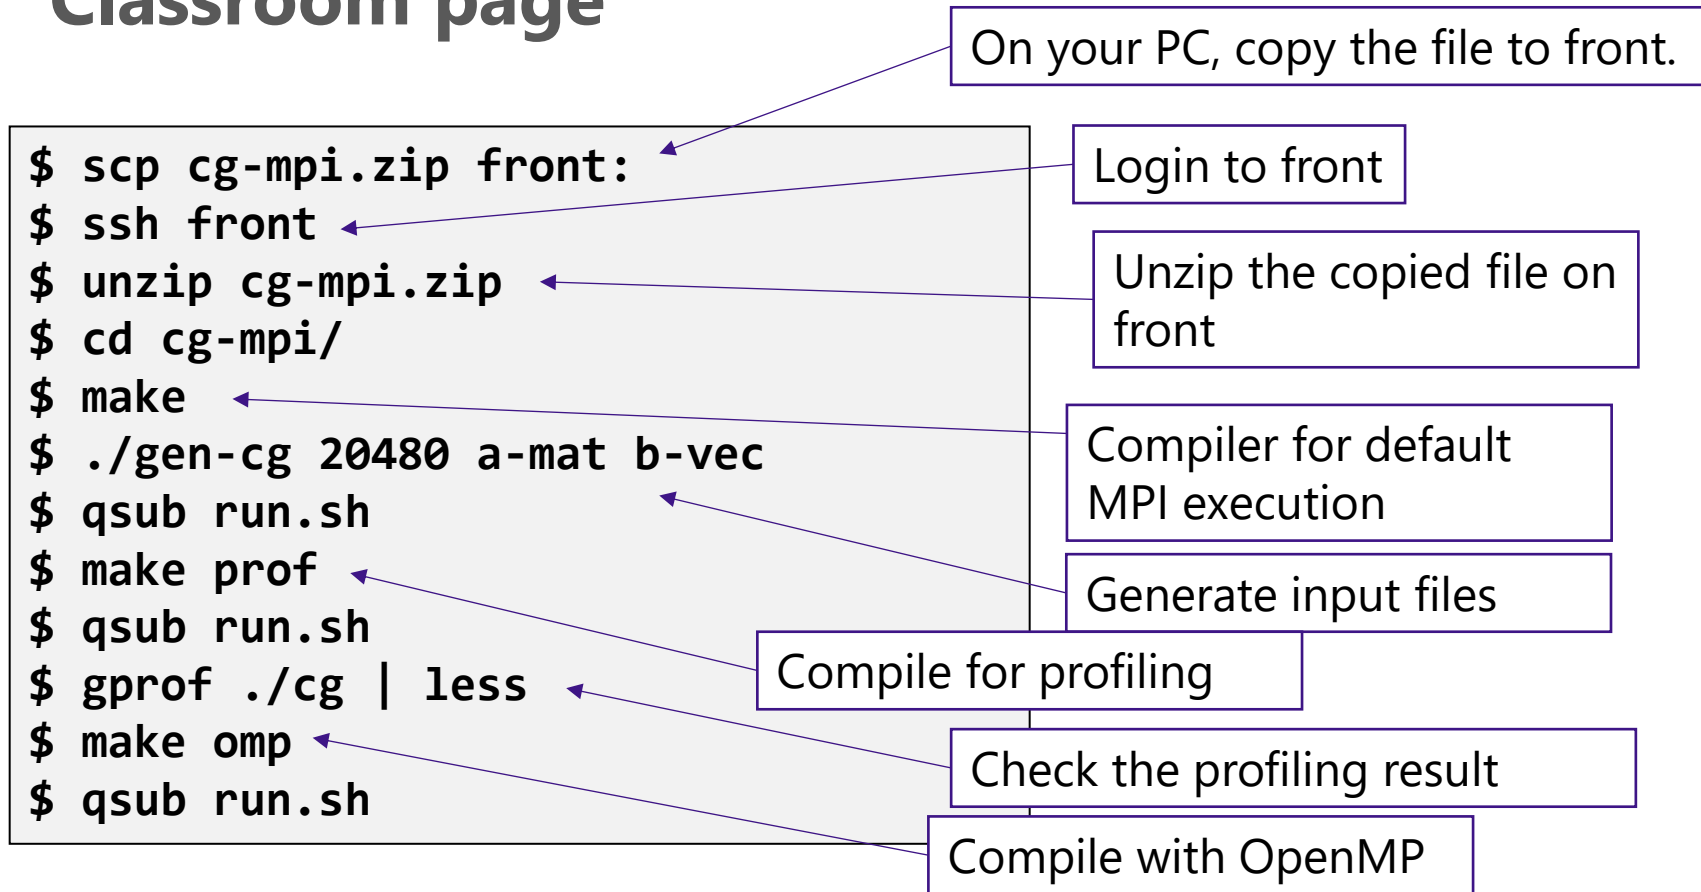 Classroom page
On your PC, copy the file to front.
$ scp cg-mpi.zip front:
Login to front
$ ssh front
$ unzip cg-mpi.zip
Unzip the copied file on
front
$ cd cg-mpi/
$ make
Compiler for default
MPI execution
$ ./gen-cg 20480 a-mat b-vec
Generate input files
$ qsub run.sh
$ make prof
Compile for profiling
$ qsub run.sh
$ gprof ./cg | less
Check the profiling result
$ make omp
Compile with OpenMP
$ qsub run.sh